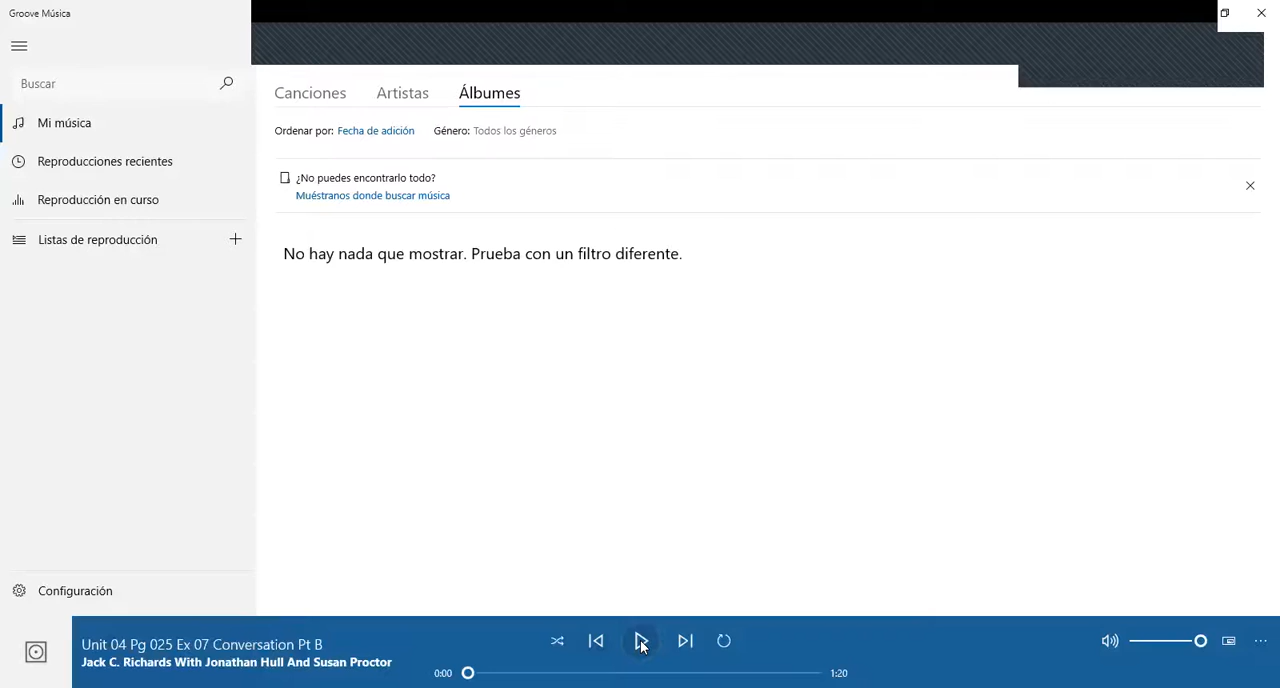 Groove Música
Buscar
Mi música
Reproducciones recientes
Reproducción en curso
Listas de reproducción
Configuración
Canciones Artistas Álbumes
Ordenar por: Fecha de adición Género: Todos los géneros
¿No puedes encontrarlo todo?
Muéstranos donde buscar música
No hay nada que mostrar. Prueba con un filtro diferente.
Unit 04 Pg 025 Ex 07 Conversation Pt B
Jack C. Richards With Jonathan Hull And Susan Proctor
0:00 1:20